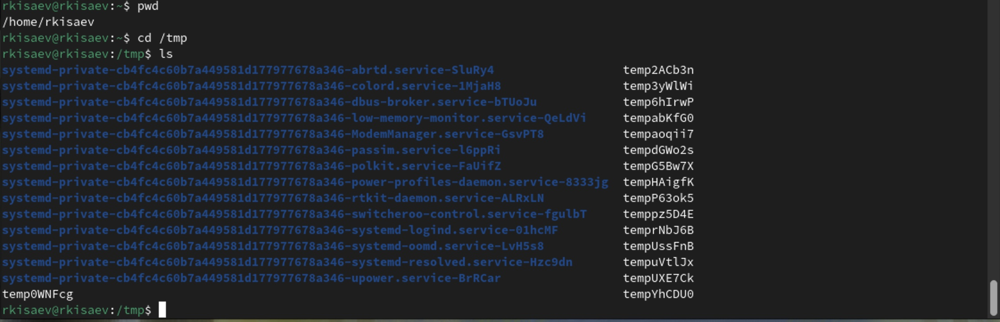 rkisaev@rkisaev:~$ pwd
/home/rkisaev
rkisaev@rkisaev:~$ cd /tmp
rkisaev@rkisaev:/tmp$ ls
systemd-private-cb4fc4c60b7a449581d177977678a346-abrtd.service-SluRy4 temp2ACb3n
systemd-private-cb4fc4c60b7a449581d177977678a346-colord.service-1MjaH8 temp3yWlWi
systemd-private-cb4fc4c60b7a449581d177977678a346-dbus-broker.service-bTUoJu temp6hIrwP
systemd-private-cb4fc4c60b7a449581d177977678a346-low-memory-monitor.service-QeLdVi tempabKfG0
systemd-private-cb4fc4c60b7a449581d177977678a346-ModemManager.service-GsvPT8 tempaoqii7
systemd-private-cb4fc4c60b7a449581d177977678a346-passim.service-l6ppRi tempdGWo2s
systemd-private-cb4fc4c60b7a449581d177977678a346-polkit.service-FaUifZ tempG5Bw7X
systemd-private-cb4fc4c60b7a449581d177977678a346-power-profiles-daemon.service-8333jg tempHAigfK
systemd-private-cb4fc4c60b7a449581d177977678a346-rtkit-daemon.service-ALRxLN tempP63ok5
systemd-private-cb4fc4c60b7a449581d177977678a346-switcheroo-control.service-fgulbT temppz5D4E
systemd-private-cb4fc4c60b7a449581d177977678a346-systemd-logind.service-01hcMF temprNbJ6B
systemd-private-cb4fc4c60b7a449581d177977678a346-systemd-oomd.service-LvH5s8 tempUssFnB
systemd-private-cb4fc4c60b7a449581d177977678a346-systemd-resolved.service-Hzc9dn tempuVtlJx
systemd-private-cb4fc4c60b7a449581d177977678a346-upower.service-BrRCar tempUXE7Ck
temp0WNFcg tempYhCDU0
rkisaev@rkisaev:/tmp$